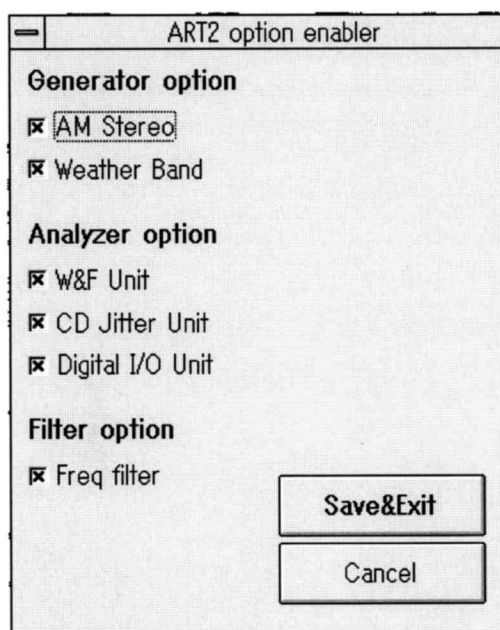 ART2 option enabler
Generator option
AM Stereo
Weather Band
Analyzer option
W&F Unit
CD Jitter Unit
Digital I/O Unit
Filter option
Freq filter
Save&Exit
Cancel